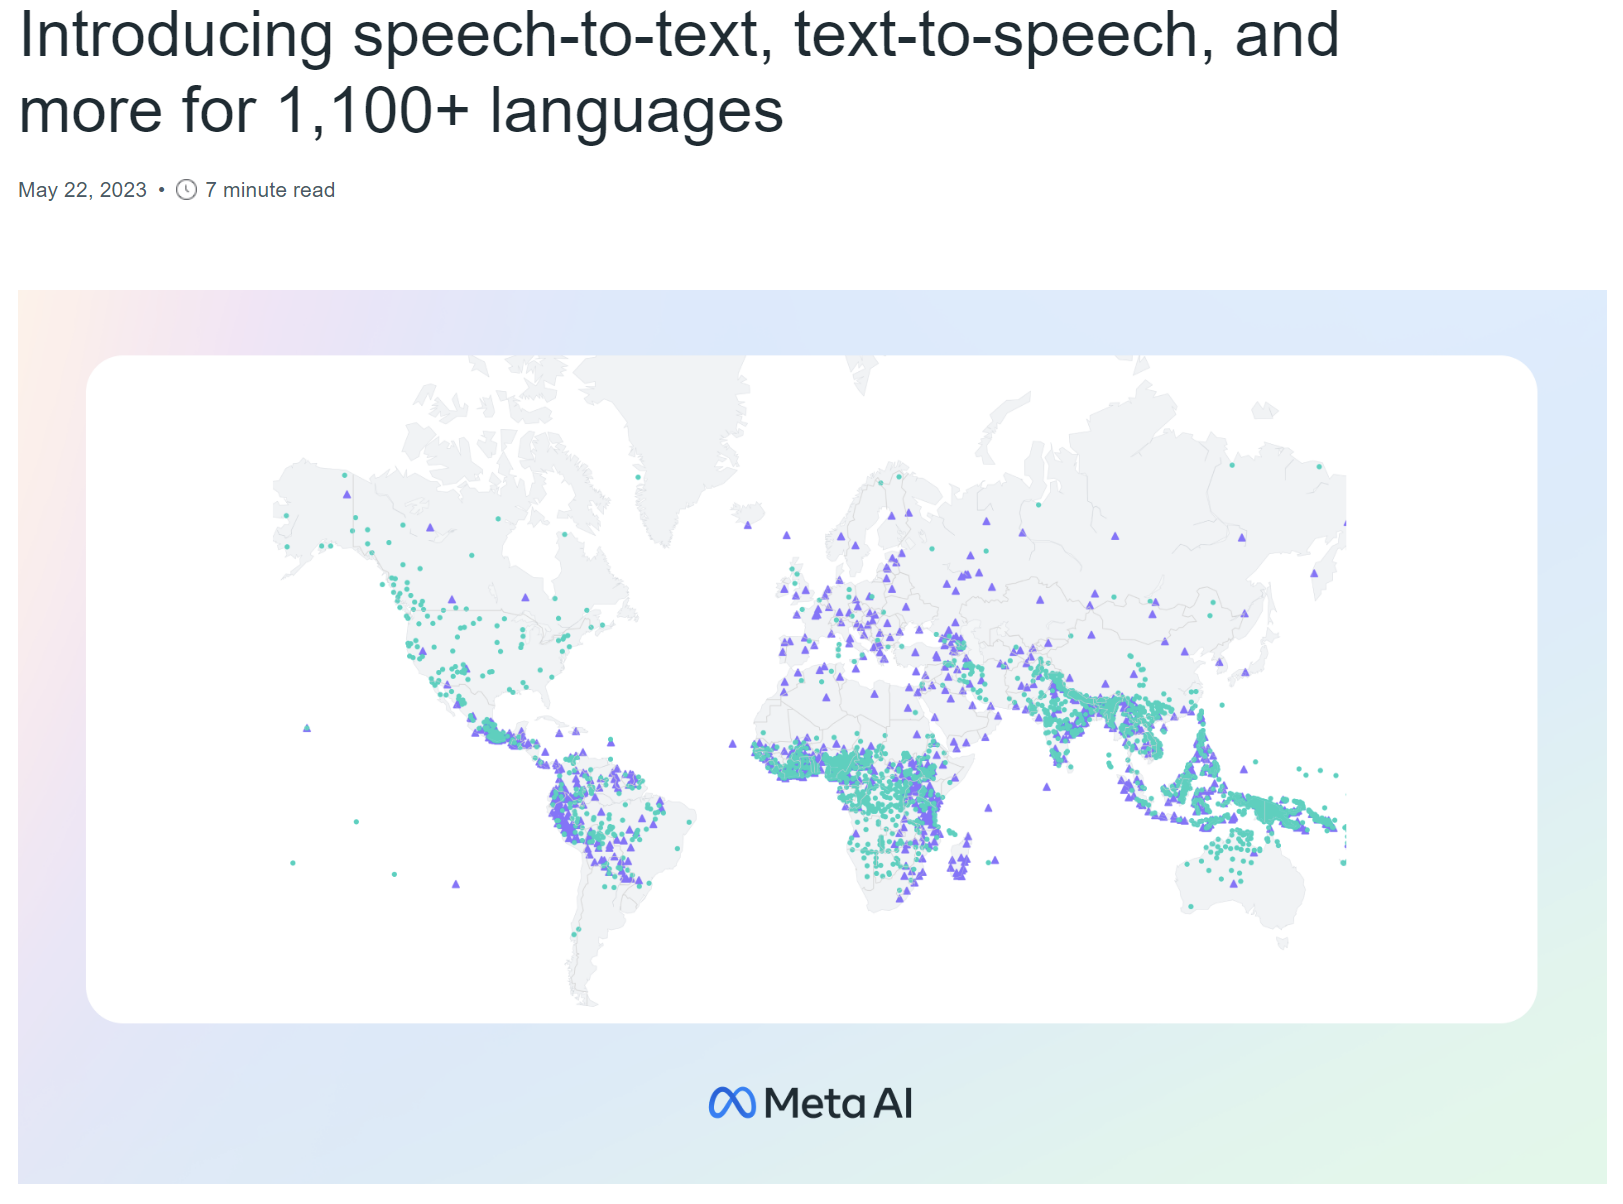 Introducing speech-to-text, text-to-speech, and
more for 1,100+ languages
May 22, 2023 • 7 minute read
Meta AI